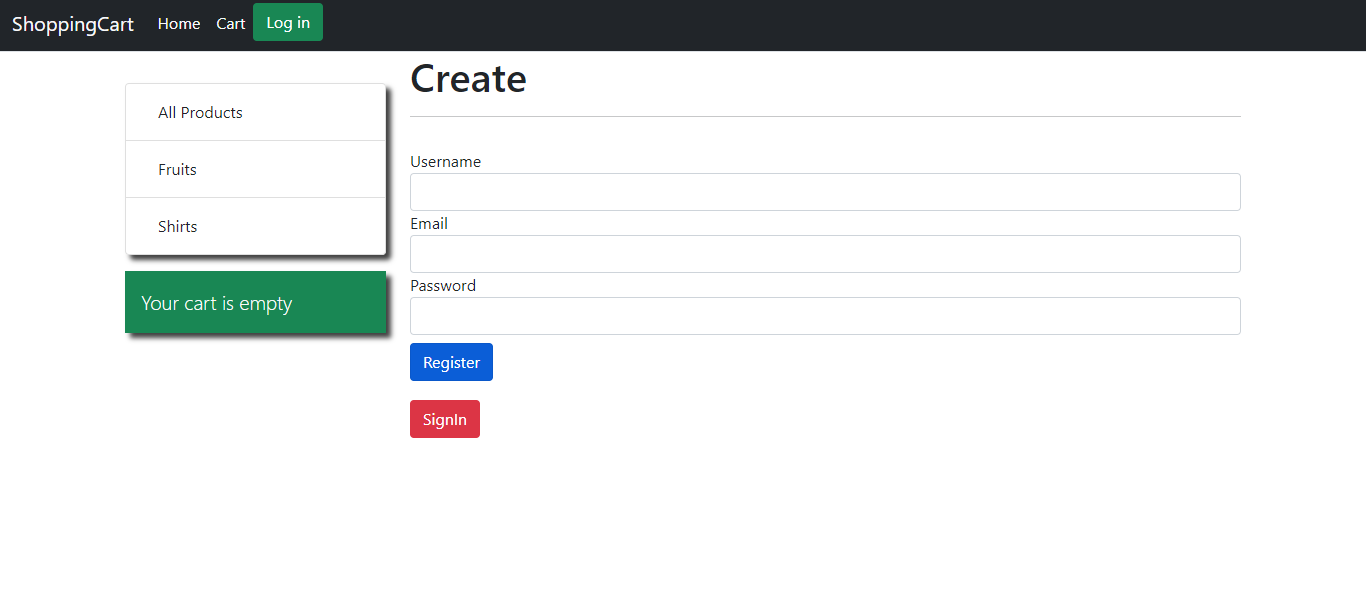 ShoppingCart Home Cart Log in
All Products
Fruits
Shirts
Your cart is empty
Create
Username
Email
Password
Register
SignIn